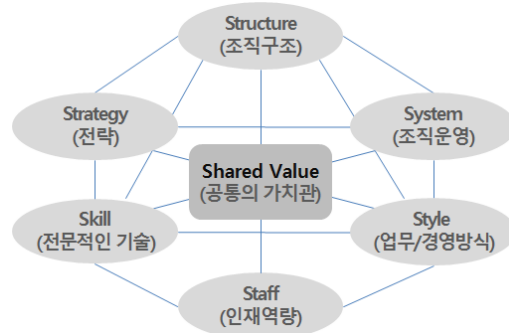 Structure
(조직구조)
Strategy
(전략)
System
(조직운영)
Shared Value
(공통의 가치관)
Skill
(전문적인 기술)
Style
(업무/경영방식)
Staff
(인재역량)